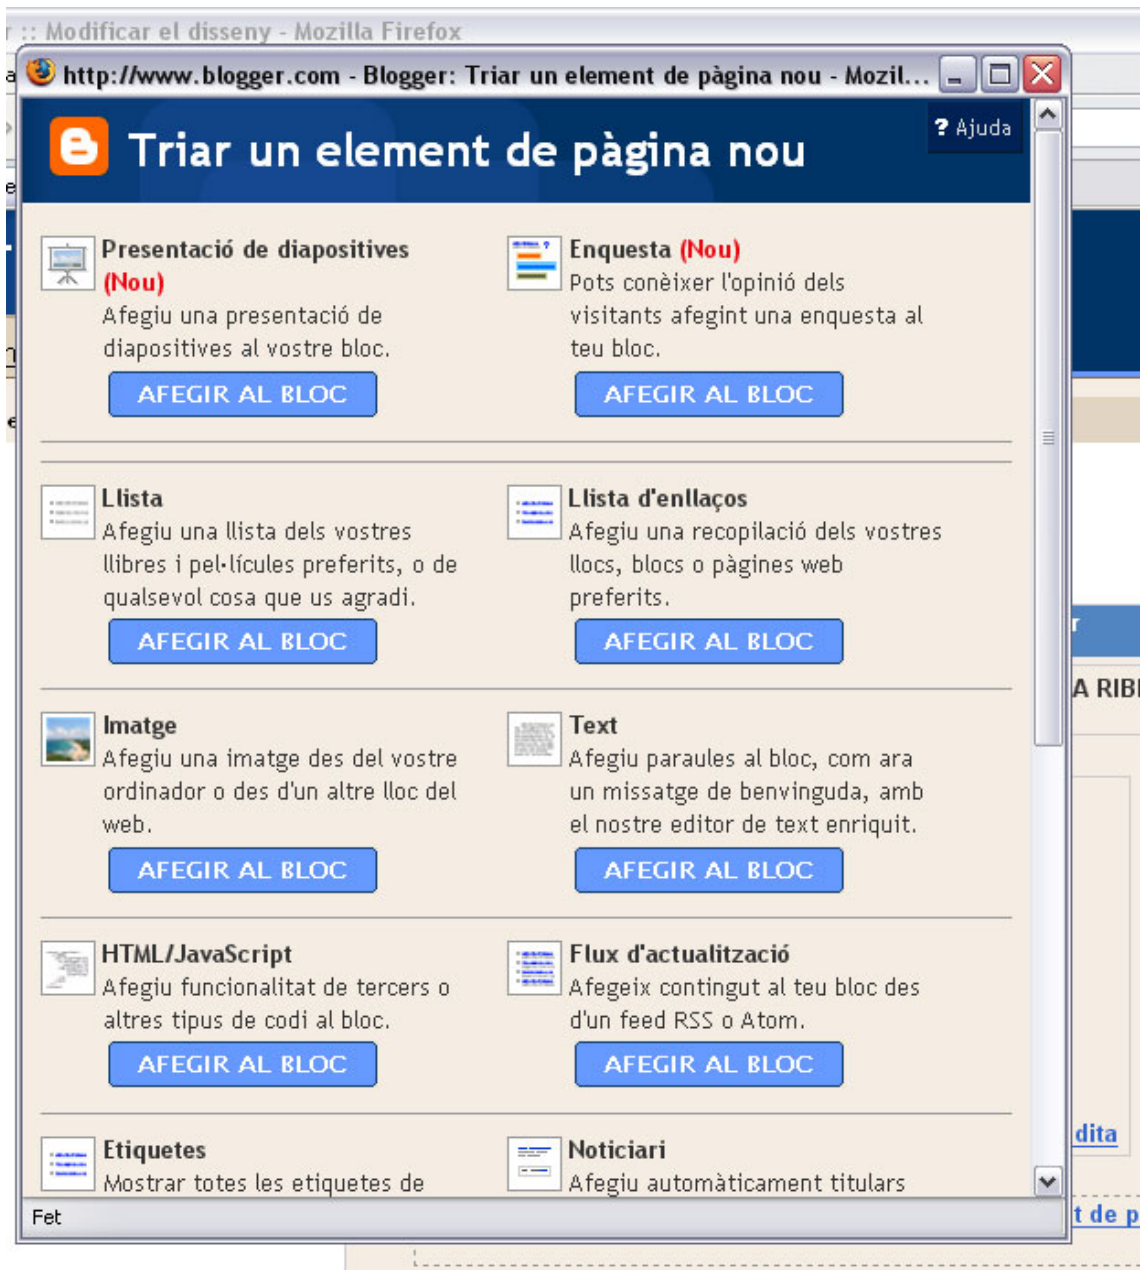 :: Modificar el disseny - Mozilla Firefox
http://www.blogger.com - Blogger: Triar un element de pàgina nou - Mozil...
Triar un element de pàgina nou
? Ajuda
Presentació de diapositives
(Nou)
Afegiu una presentació de
diapositives al vostre bloc.
AFEGIR AL BLOC
Enquesta (Nou)
Pots conèixer l'opinió dels
visitants afegint una enquesta al
teu bloc.
AFEGIR AL BLOC
Llista
Afegiu una llista dels vostres
llibres i pel·lícules preferits, o de
qualsevol cosa que us agradi.
AFEGIR AL BLOC
Llista d'enllaços
Afegiu una recopilació dels vostres
llocs, blocs o pàgines web
preferits.
AFEGIR AL BLOC
Imatge
Afegiu una imatge des del vostre
ordinador o des d'un altre lloc del
web.
AFEGIR AL BLOC
Text
Afegiu paraules al bloc, com ara
un missatge de benvinguda, amb
el nostre editor de text enriquit.
AFEGIR AL BLOC
HTML/JavaScript
Afegiu funcionalitat de tercers o
altres tipus de codi al bloc.
AFEGIR AL BLOC
Flux d'actualització
Afegeix contingut al teu bloc des
d'un feed RSS o Atom.
AFEGIR AL BLOC
Etiquetes
Mostrar totes les etiquetes de
Noticiari
Afegiu automàticament titulars
Fet
A RIB
dita
t de p